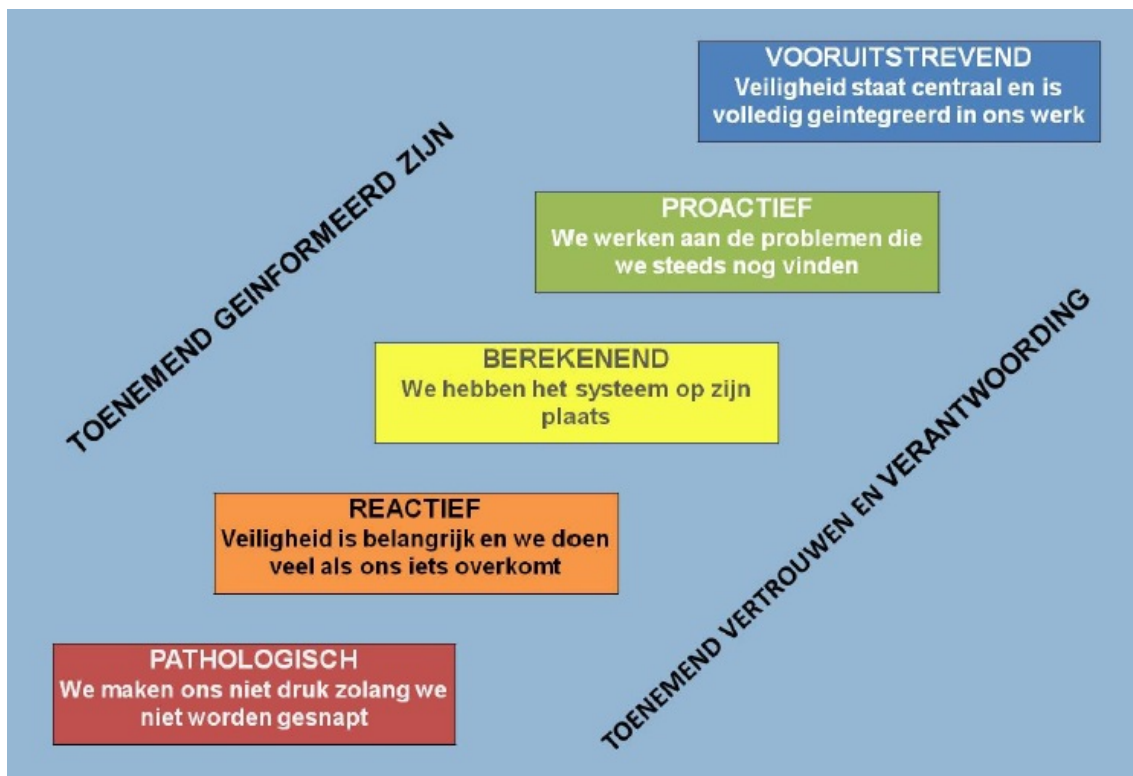 VOORUITSTREVEND
Veiligheid staat centraal en is
volledig geintegreerd in ons werk
TOENEMEND GEINFORMEERD ZIJN
PROACTIEF
We werken aan de problemen die
we steeds nog vinden
BEREKENEND
We hebben het systeem op zijn
plaats
TOENEMEND VERTROUWEN EN VERANTWOORDING
REACTIEF
Veiligheid is belangrijk en we doen
veel als ons iets overkomt
PATHOLOGISCH
We maken ons niet druk zolang we
niet worden gesnapt